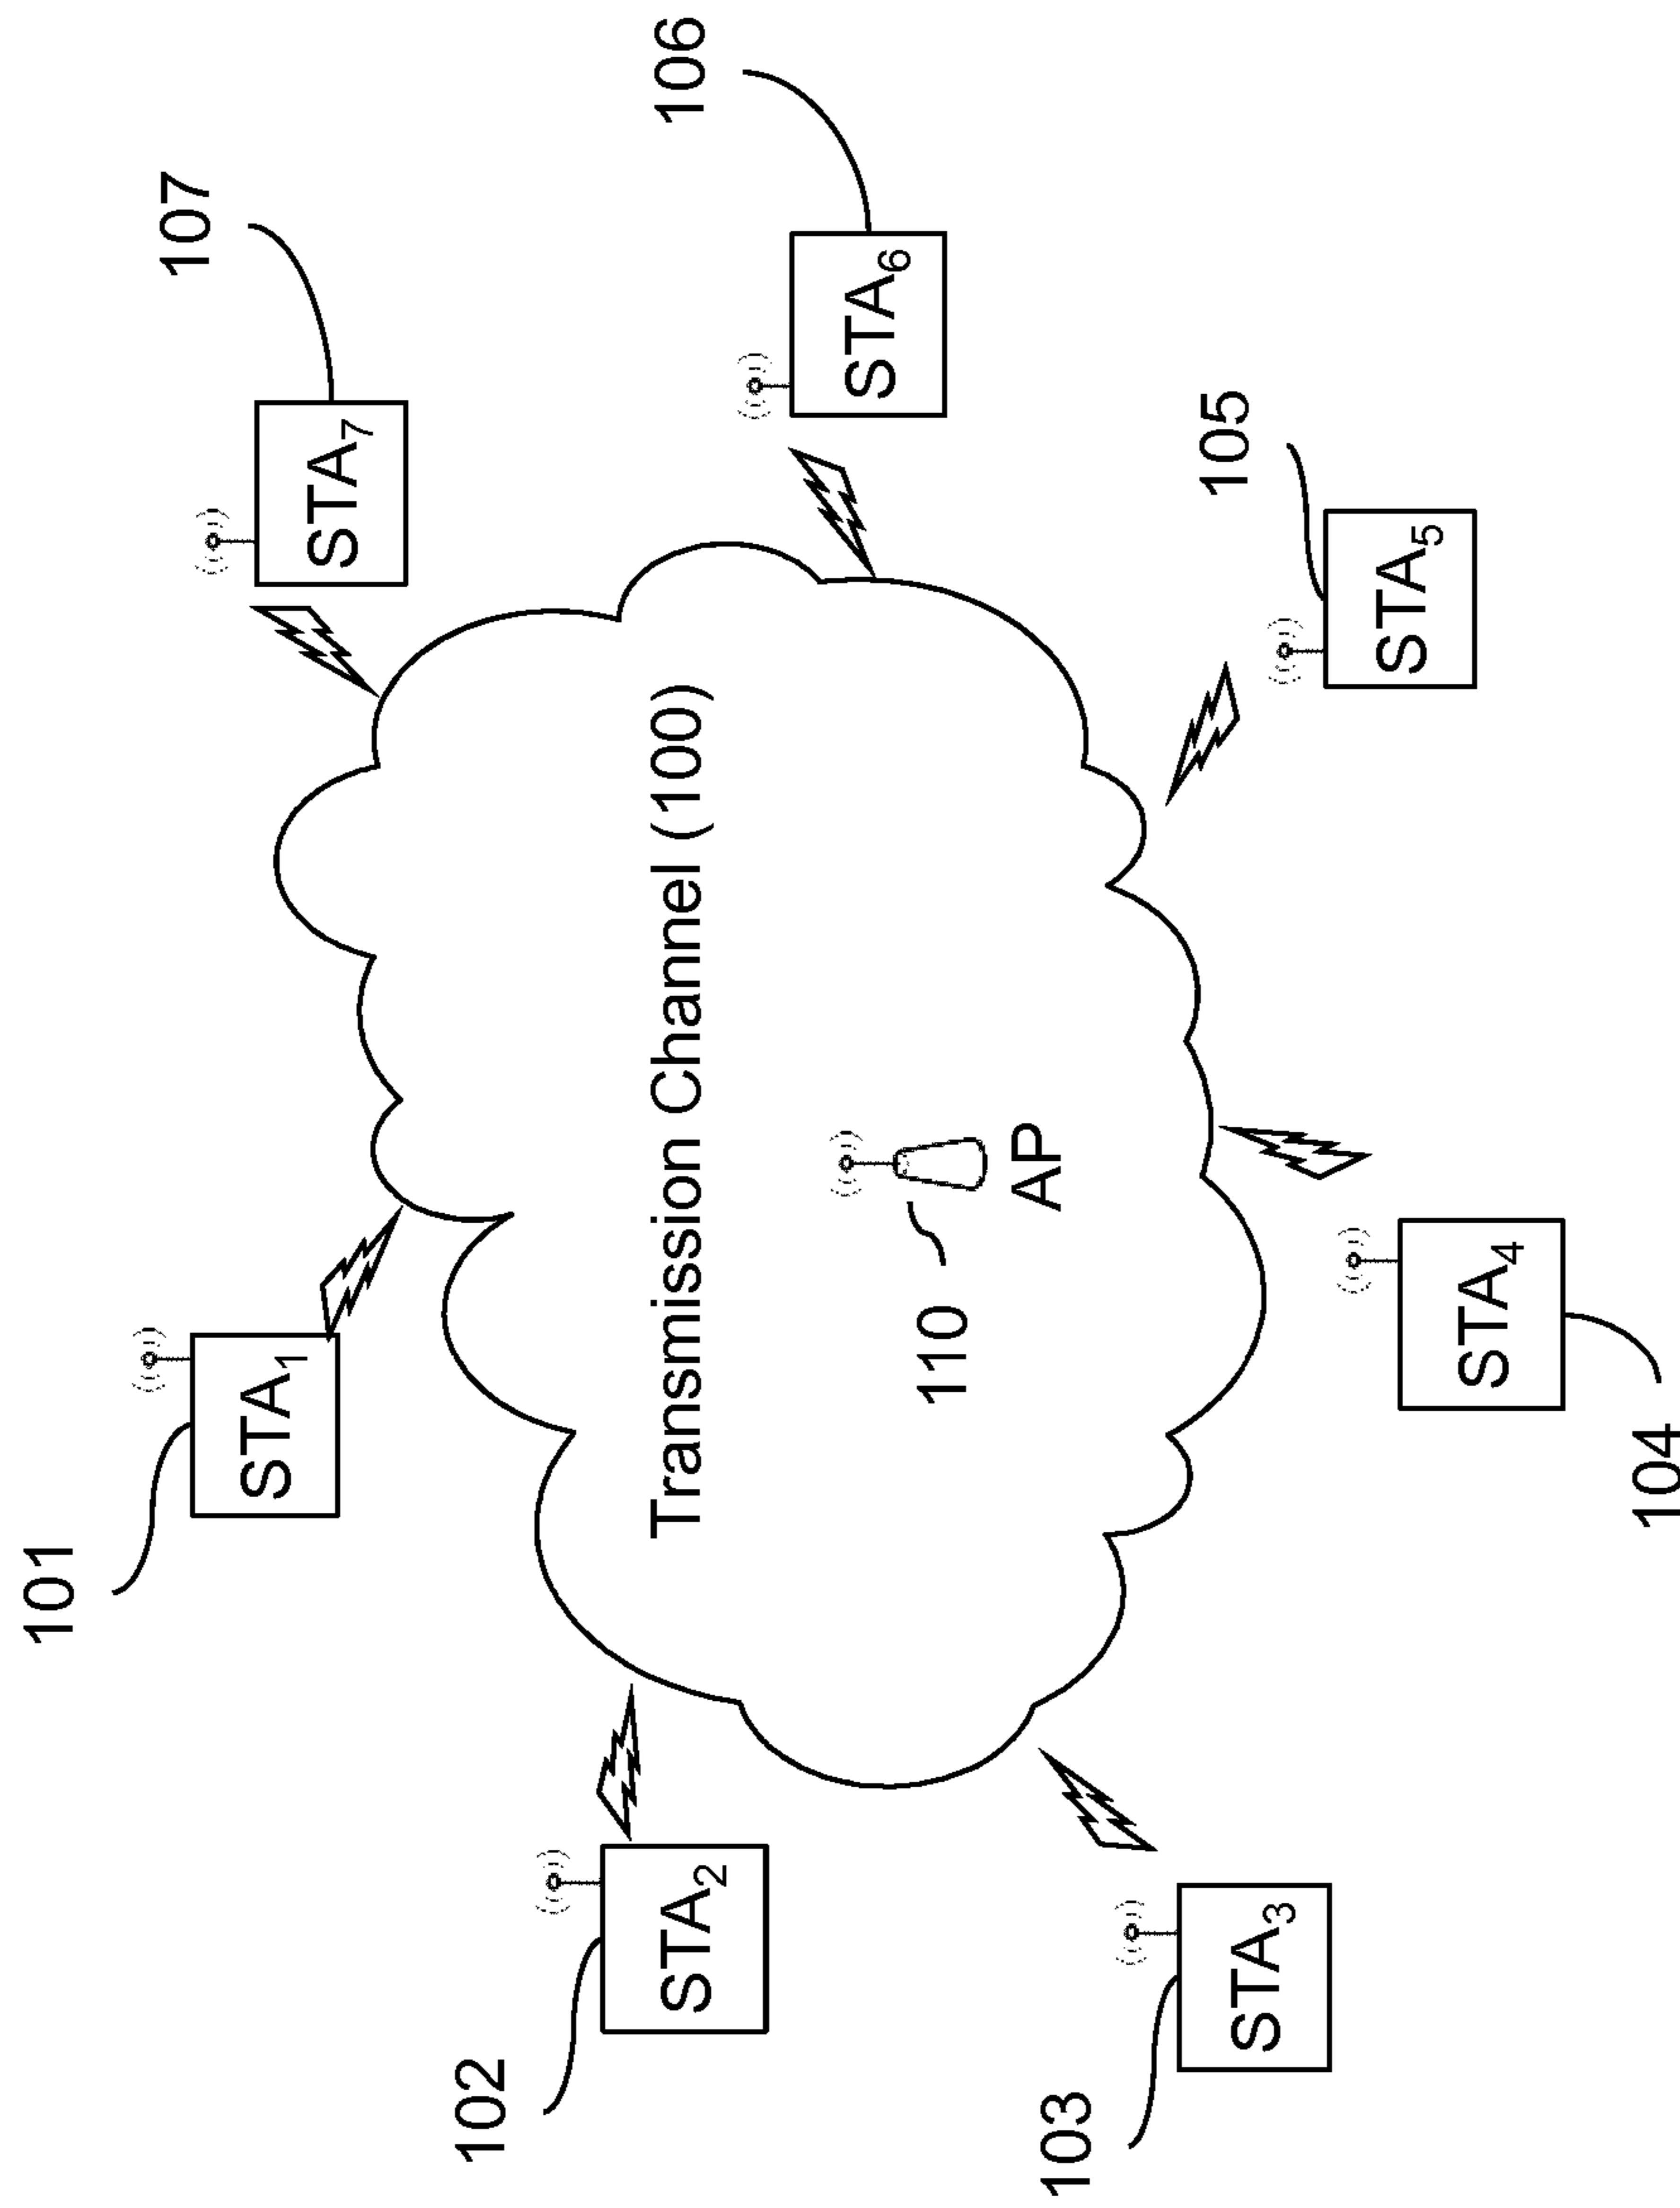 101
STA1
107
STA7
102
STA2
Transmission Channel (100)
106
STA6
110
AP
103
STA3
105
STA5
104
STA4